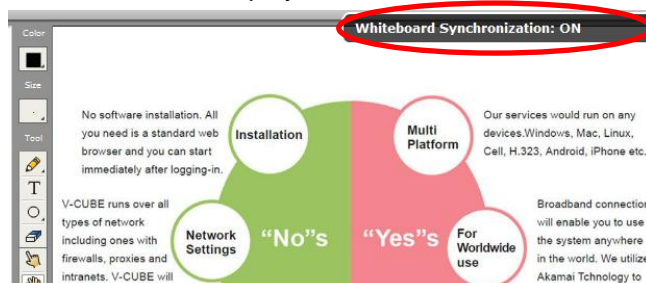 Whiteboard Synchronization: ON
Color
Size
Tool
T
No software installation. All
you need is a standard web
browser and you can start
immediately after logging-in.
Installation
Multi
Platform
Our services would run on any
devices.Windows, Mac, Linux,
Cell, H.323, Android, iPhone etc.
V-CUBE runs over all
types of network
including ones with
firewalls, proxies and
intranets. V-CUBE will
Network
Settings
"No"s
"Yes"s
For
Worldwide
use
Broadband connection
will enable you to use
the system anywhere
in the world. We utilize
Akamai Tchnology to